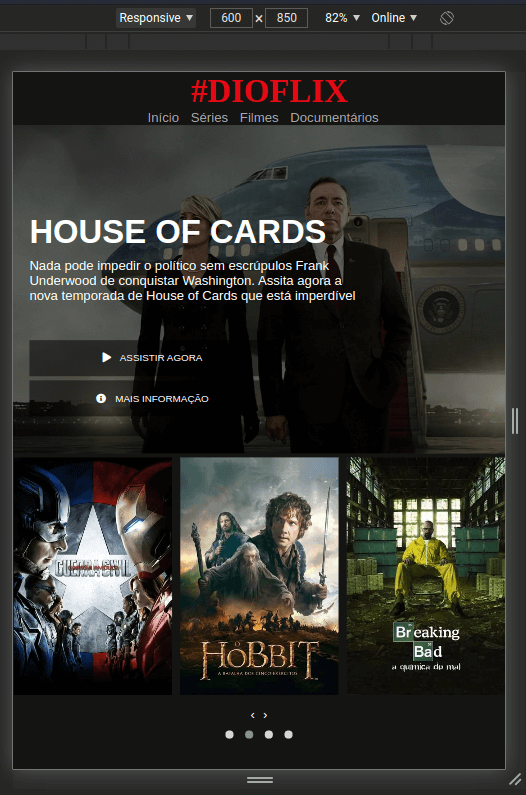 Responsive ▼ 600 × 850 82% ▼ Online ▼
#DIOFLIX
Início Séries Filmes Documentários
HOUSE OF CARDS
Nada pode impedir o político sem escrúpulos Frank
Underwood de conquistar Washington. Assita agora a
nova temporada de House of Cards que está imperdível
ASSISTIR AGORA
MAIS INFORMAÇÃO
GUERRA CIVIL
O
HOBBIT
A BATALHA DOS CINCO EXÉRCITOS
Breaking
Bad
a química do mal
‹ ›